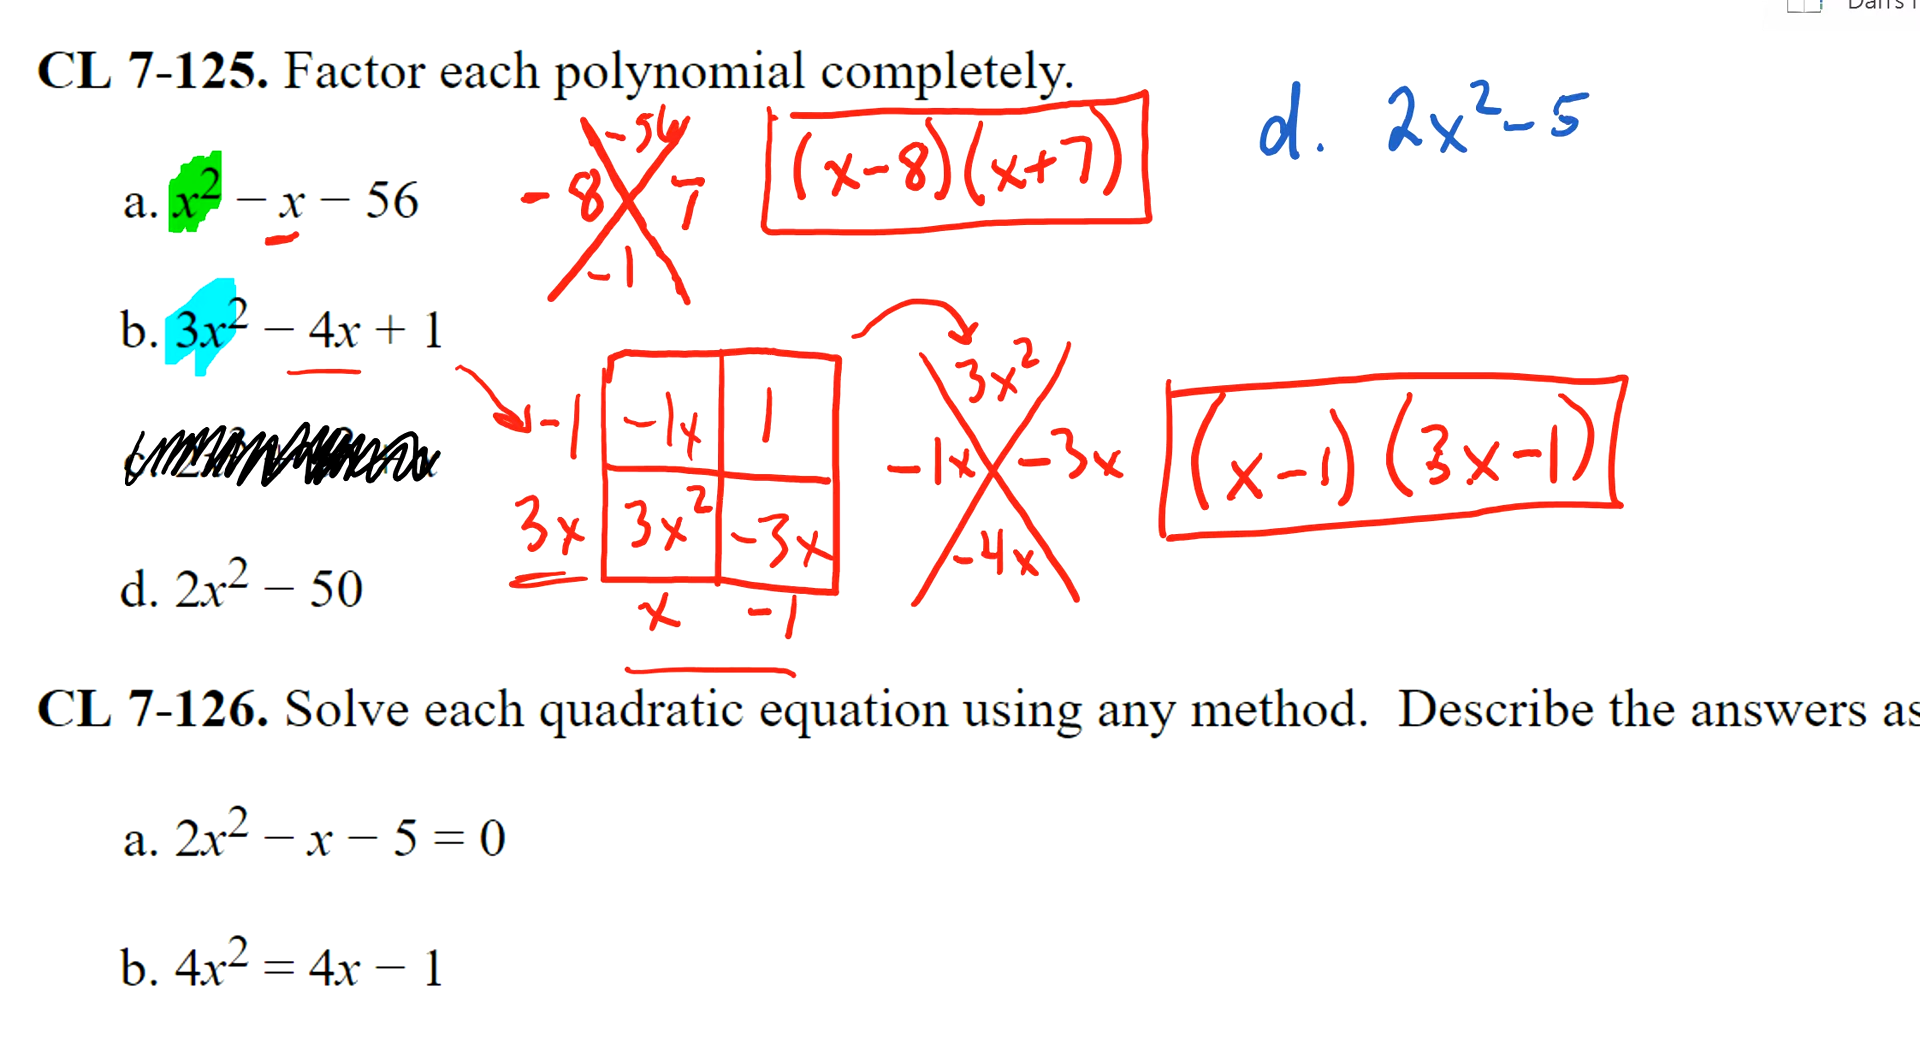 CL 7-125. Factor each polynomial completely.
a. x² − x − 56
-56
-8 7
-1
(x-8)(x+7)
d. 2x²-5
b. 3x² − 4x + 1
-1 -1x 1
3x 3x² -3x
x -1
3x²
-1x -3x
-4x
(x-1)(3x-1)
d. 2x² − 50
CL 7-126. Solve each quadratic equation using any method. Describe the answers as
a. 2x² − x − 5 = 0
b. 4x² = 4x − 1